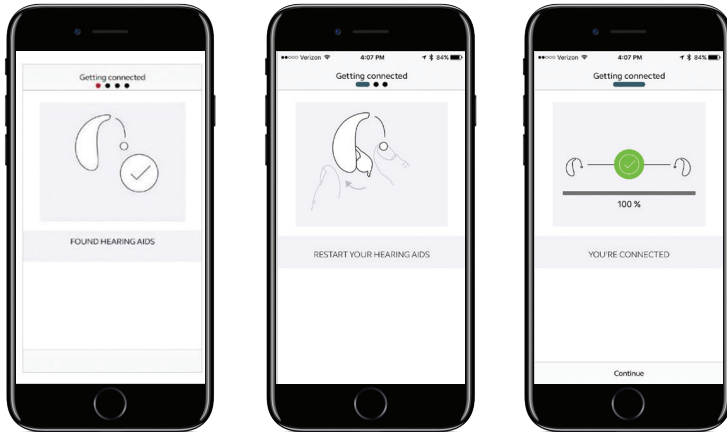 Getting connected
FOUND HEARING AIDS
Verizon 4:07 PM 84%
Getting connected
RESTART YOUR HEARING AIDS
Verizon 4:07 PM 84%
Getting connected
100 %
YOU'RE CONNECTED
Continue